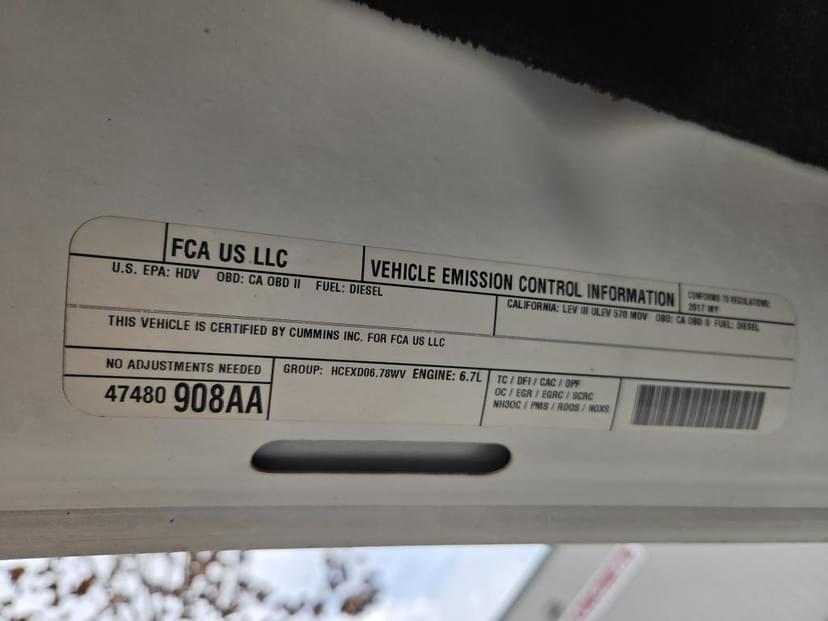 FCA US LLC
VEHICLE EMISSION CONTROL INFORMATION
CONFORMS TO REGULATIONS:
2017 MY
U.S. EPA: HDV OBD: CA OBD II FUEL: DIESEL
CALIFORNIA: LEV III ULEV 570 MDV OBD: CA OBD II FUEL: DIESEL
THIS VEHICLE IS CERTIFIED BY CUMMINS INC. FOR FCA US LLC
NO ADJUSTMENTS NEEDED
47480 908AA
GROUP: HCEXD06.78WV ENGINE: 6.7L
TC / DFI / CAC / DPF
OC / EGR / EGRC / SCRC
NH3OC / PMS / RDQS / NOXS